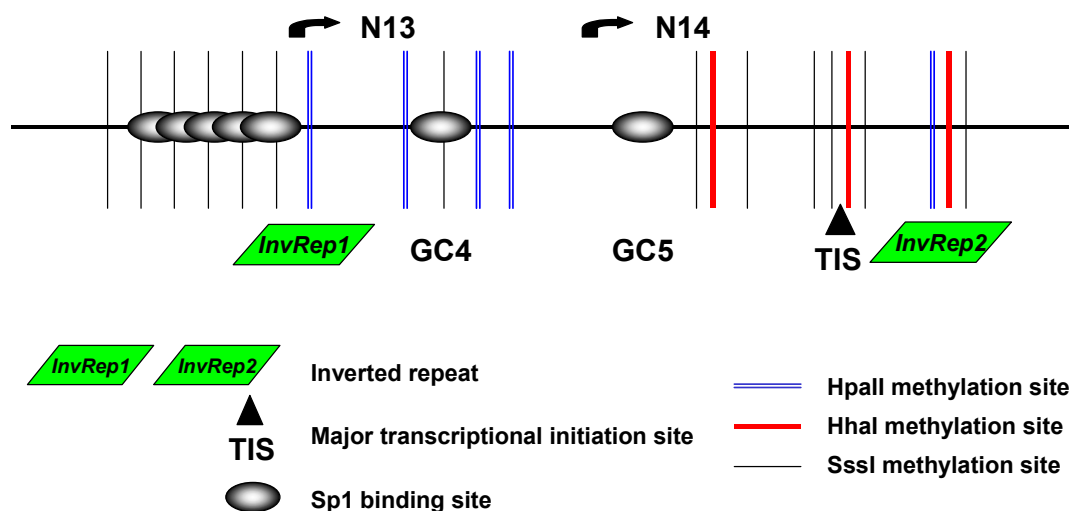 N13
N14
InvRep1
GC4
GC5
TIS
InvRep2
InvRep1
InvRep2
Inverted repeat
TIS
Major transcriptional initiation site
Sp1 binding site
HpaII methylation site
HhaI methylation site
SssI methylation site